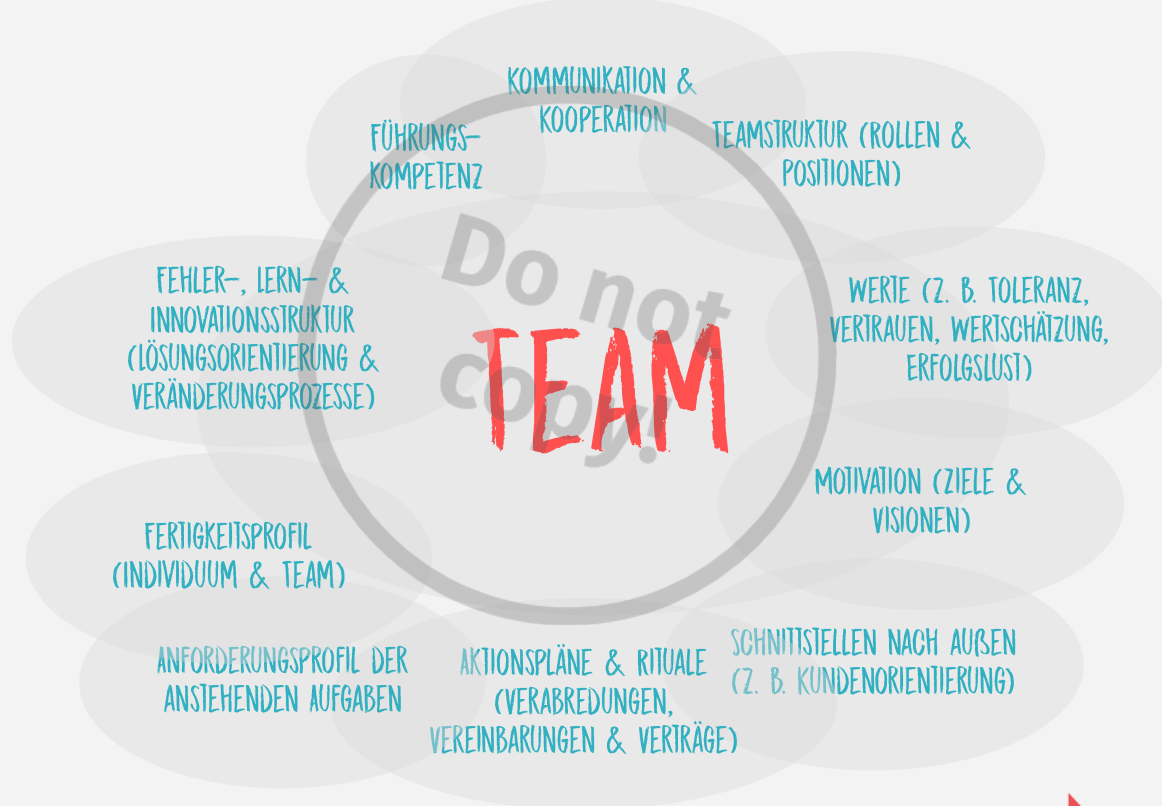 KOMMUNIKATION &
KOOPERATION
FÜHRUNGS-
KOMPETENZ
TEAMSTRUKTUR (ROLLEN &
POSITIONEN)
FEHLER-, LERN- &
INNOVATIONSSTRUKTUR
(LÖSUNGSORIENTIERUNG &
VERÄNDERUNGSPROZESSE)
WERTE (Z. B. TOLERANZ,
VERTRAUEN, WERTSCHÄTZUNG,
ERFOLGSLUST)
Do not
copy!
TEAM
MOTIVATION (ZIELE &
VISIONEN)
FERTIGKEITSPROFIL
(INDIVIDUUM & TEAM)
ANFORDERUNGSPROFIL DER
ANSTEHENDEN AUFGABEN
AKTIONSPLÄNE & RITUALE
(VERABREDUNGEN,
VEREINBARUNGEN & VERTRÄGE)
SCHNITTSTELLEN NACH AUßEN
(Z. B. KUNDENORIENTIERUNG)